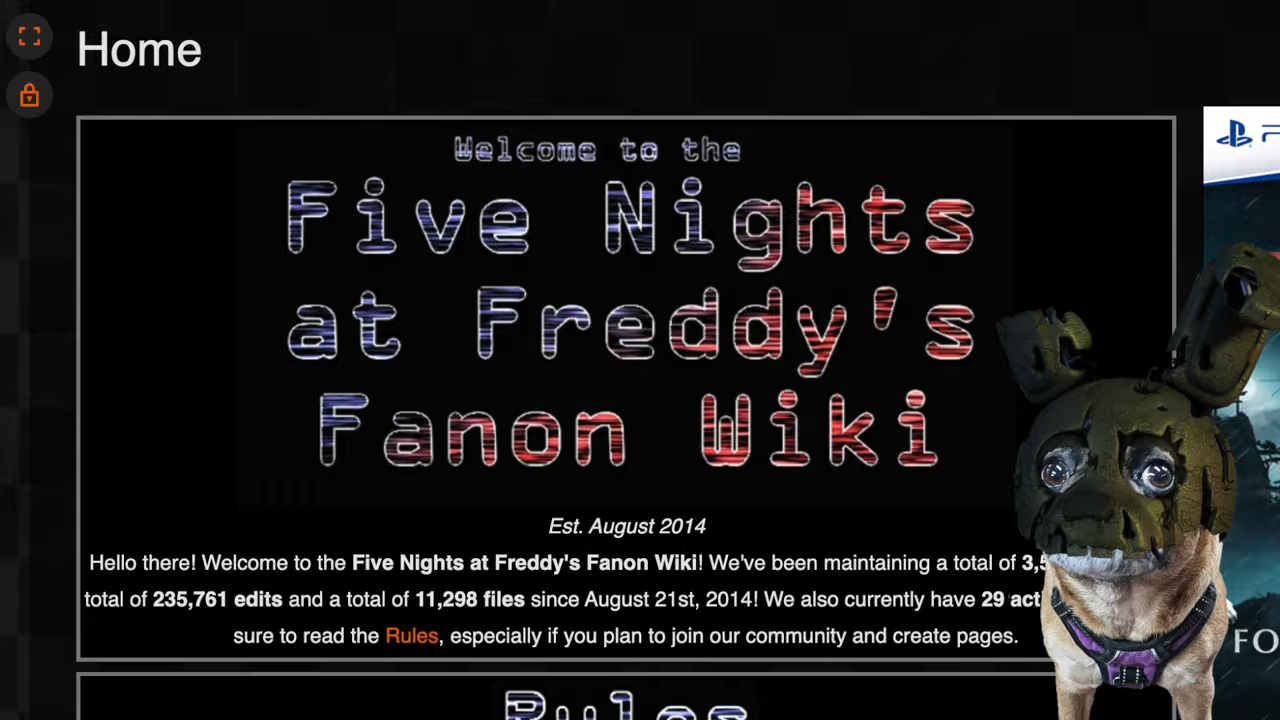 Home
Welcome to the
Five Nights
at Freddy's
Fanon Wiki
Est. August 2014
Hello there! Welcome to the Five Nights at Freddy's Fanon Wiki! We've been maintaining a total of
total of 235,761 edits and a total of 11,298 files since August 21st, 2014! We also currently have 29
sure to read the Rules, especially if you plan to join our community and create pages.
Rules